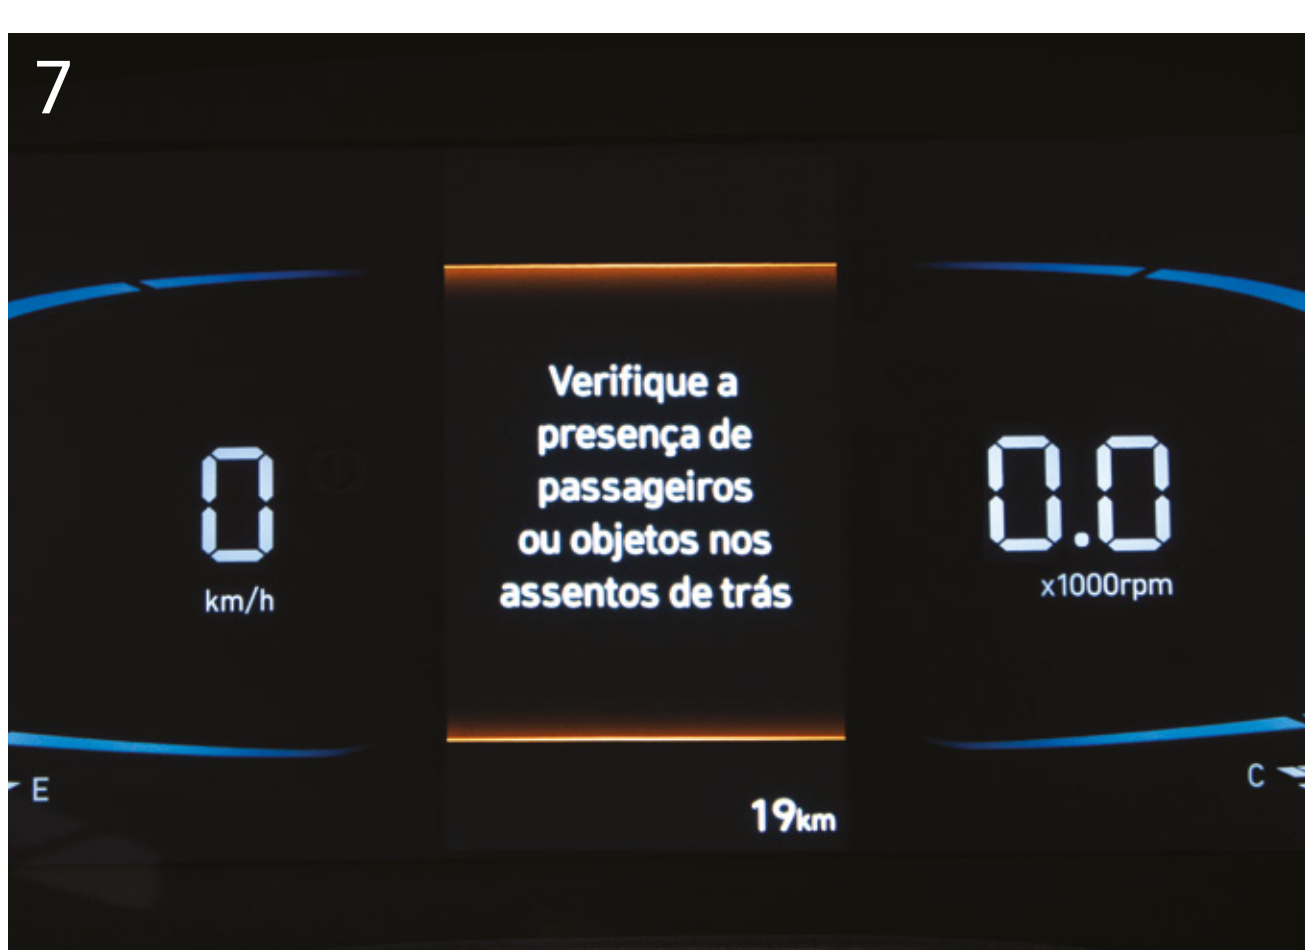 7
Verifique a
presença de
passageiros
ou objetos nos
assentos de trás
0
km/h
0.0
x1000rpm
E
C
19km